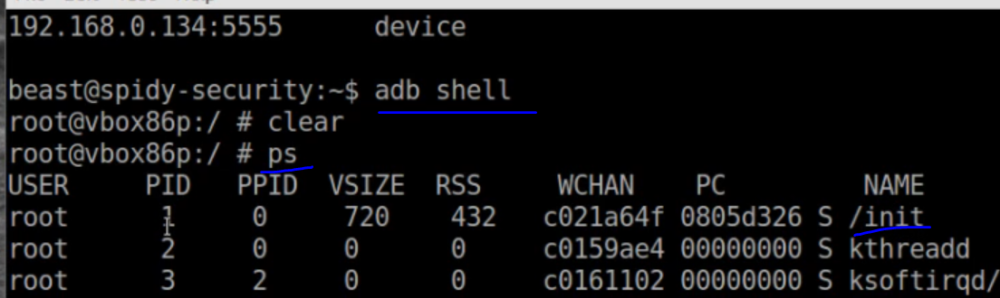 192.168.0.134:5555 device
beast@spidy-security:~$ adb shell
root@vbox86p:/ # clear
root@vbox86p:/ # ps
USER PID PPID VSIZE RSS WCHAN PC NAME
root 1 0 720 432 c021a64f 0805d326 S /init
root 2 0 0 0 c0159ae4 00000000 S kthreadd
root 3 2 0 0 c0161102 00000000 S ksoftirqd/